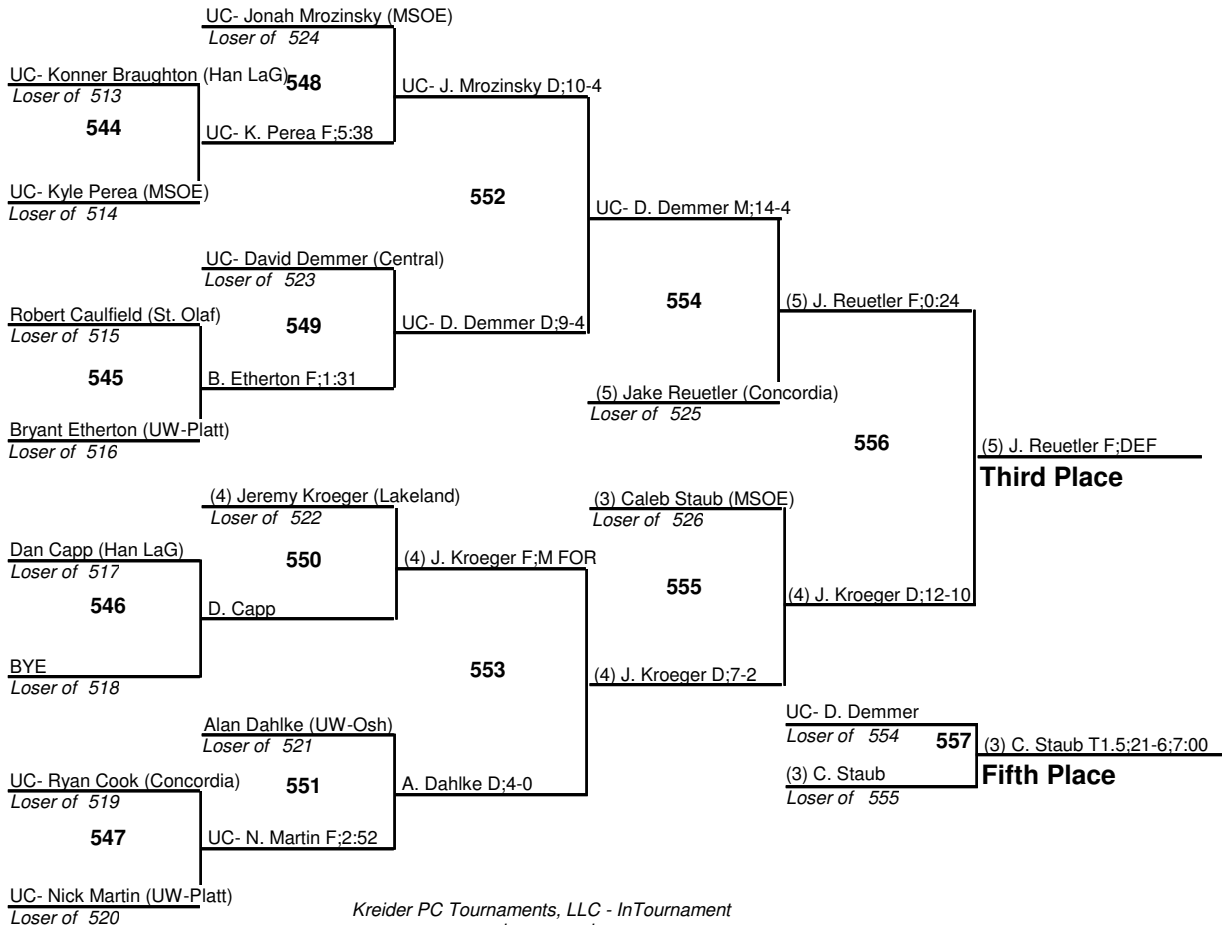 UC- Jonah Mrozinsky (MSOE)
Loser of 524
UC- Konner Braughton (Han LaG)
548
Loser of 513
UC- J. Mrozinsky D;10-4
544
UC- K. Perea F;5:38
UC- Kyle Perea (MSOE)
Loser of 514
552
UC- D. Demmer M;14-4
UC- David Demmer (Central)
Loser of 523
Robert Caulfield (St. Olaf)
Loser of 515
549
UC- D. Demmer D;9-4
554
(5) J. Reuetler F;0:24
545
B. Etherton F;1:31
(5) Jake Reuetler (Concordia)
Loser of 525
Bryant Etherton (UW-Platt)
Loser of 516
556
(5) J. Reuetler F;DEF
Third Place
(4) Jeremy Kroeger (Lakeland)
Loser of 522
(3) Caleb Staub (MSOE)
Loser of 526
Dan Capp (Han LaG)
Loser of 517
550
(4) J. Kroeger F;M FOR
555
(4) J. Kroeger D;12-10
546
D. Capp
BYE
Loser of 518
553
(4) J. Kroeger D;7-2
Alan Dahlke (UW-Osh)
Loser of 521
UC- D. Demmer
Loser of 554
557
(3) C. Staub T1.5;21-6;7:00
Fifth Place
(3) C. Staub
Loser of 555
UC- Ryan Cook (Concordia)
Loser of 519
551
A. Dahlke D;4-0
547
UC- N. Martin F;2:52
UC- Nick Martin (UW-Platt)
Loser of 520
Kreider PC Tournaments, LLC - InTournament